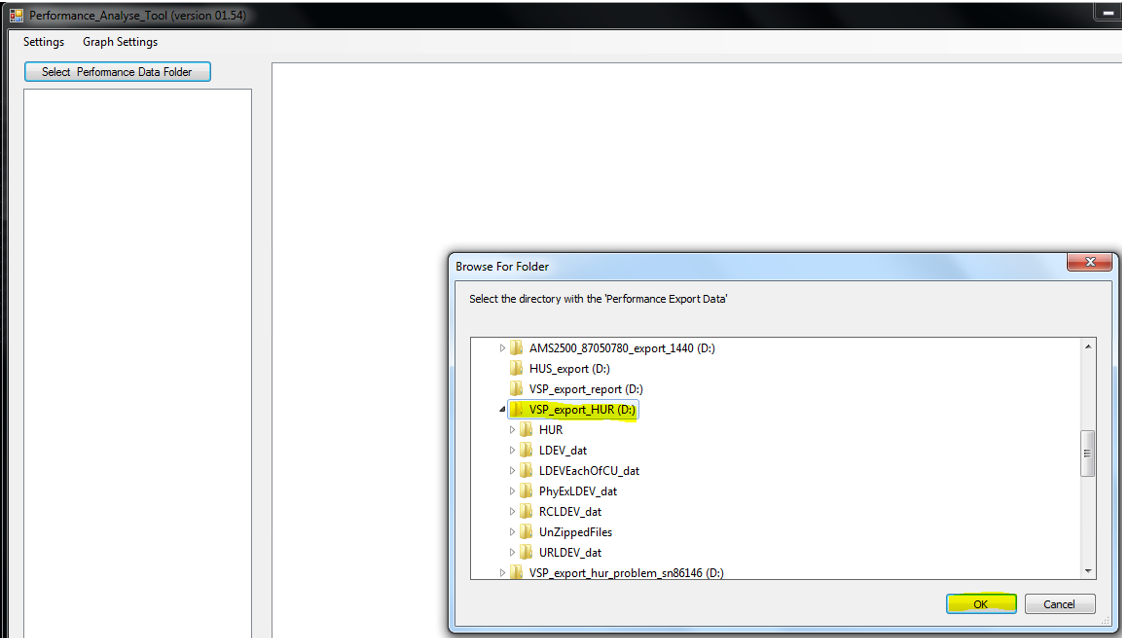 Performance_Analyse_Tool (version 01.54)
Settings Graph Settings
Select Perfomance Data Folder
Browse For Folder
Select the directory with the 'Performance Export Data'
AMS2500_87050780_export_1440 (D:)
HUS_export (D:)
VSP_export_report (D:)
VSP_export_HUR (D:)
HUR
LDEV_dat
LDEVEachOfCU_dat
PhyExLDEV_dat
RCLDEV_dat
UnZippedFiles
URLDEV_dat
VSP_export_hur_problem_sn86146 (D:)
OK Cancel